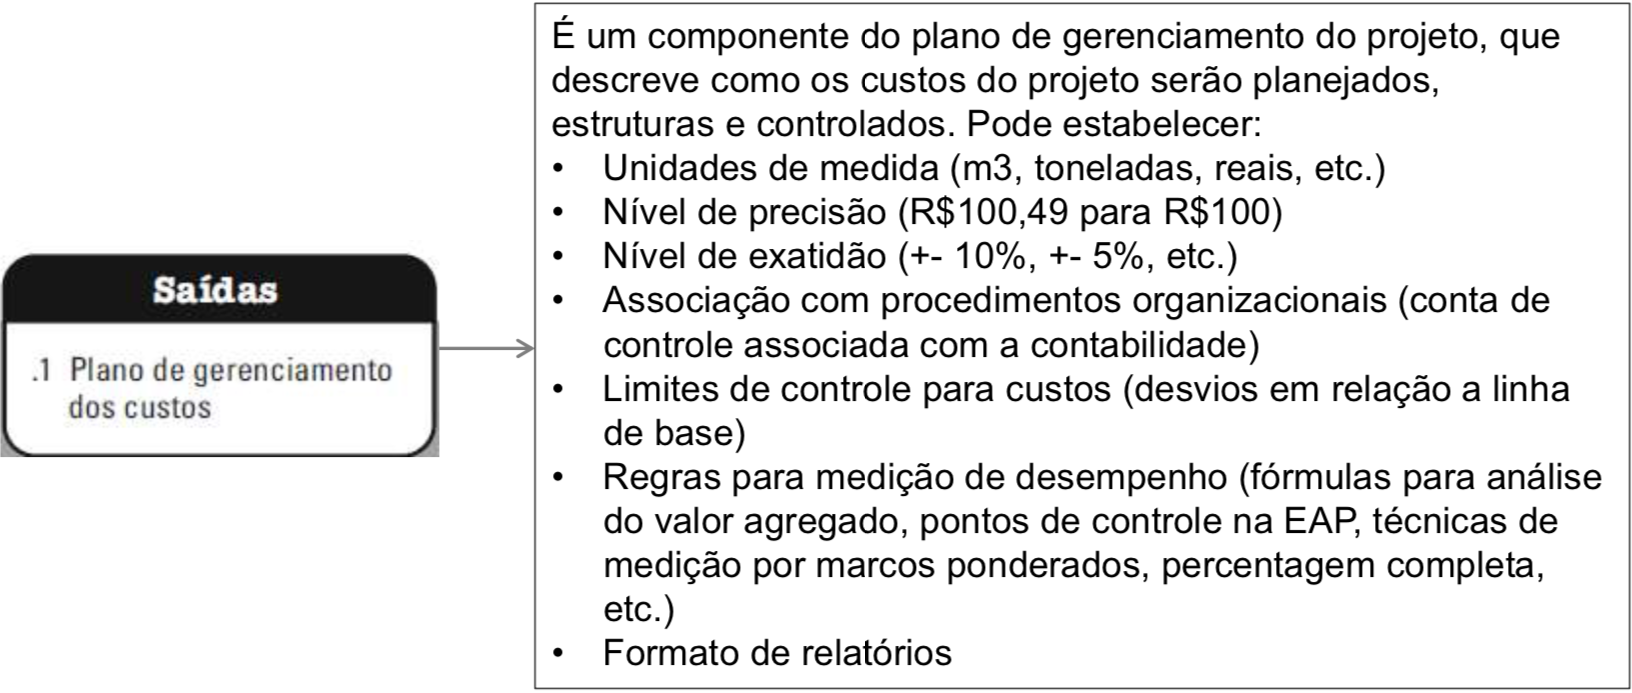 Saídas
.1 Plano de gerenciamento
dos custos
É um componente do plano de gerenciamento do projeto, que
descreve como os custos do projeto serão planejados,
estruturas e controlados. Pode estabelecer:
• Unidades de medida (m3, toneladas, reais, etc.)
• Nível de precisão (R$100,49 para R$100)
• Nível de exatidão (+- 10%, +- 5%, etc.)
• Associação com procedimentos organizacionais (conta de
controle associada com a contabilidade)
• Limites de controle para custos (desvios em relação a linha
de base)
• Regras para medição de desempenho (fórmulas para análise
do valor agregado, pontos de controle na EAP, técnicas de
medição por marcos ponderados, percentagem completa,
etc.)
• Formato de relatórios